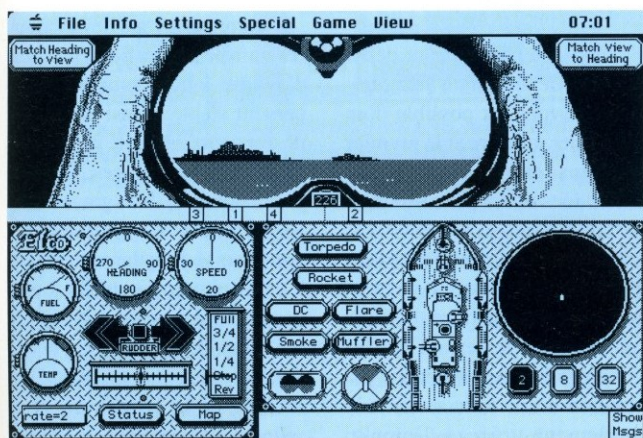 File Info Settings Special Game View 07:01
Match Heading
to View
Match View
to Heading
226
3 1 4 2
Elco
E F
FUEL
TEMP
0
270 90
HEADING
180
0
30 10
SPEED
20
RUDDER
Full
3/4
1/2
1/4
Stop
Rev
rate=2
Status
Map
Torpedo
Rocket
DC
Flare
Smoke
Muffler
2 8 32
Show
Msgs